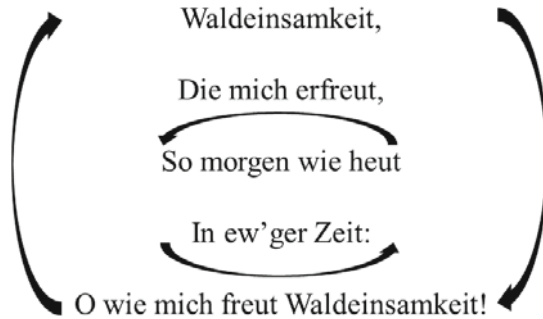 Waldeinsamkeit,
Die mich erfreut,
So morgen wie heut
In ew’ger Zeit:
O wie mich freut Waldeinsamkeit!